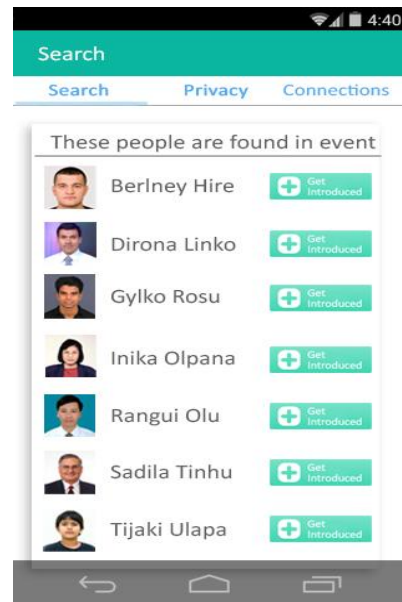 4:40
Search
Search Privacy Connections
These people are found in event
Berlney Hire
Get
Introduced
Dirona Linko
Get
Introduced
Gylko Rosu
Get
Introduced
Inika Olpana
Get
Introduced
Rangui Olu
Get
Introduced
Sadila Tinhu
Get
Introduced
Tijaki Ulapa
Get
Introduced